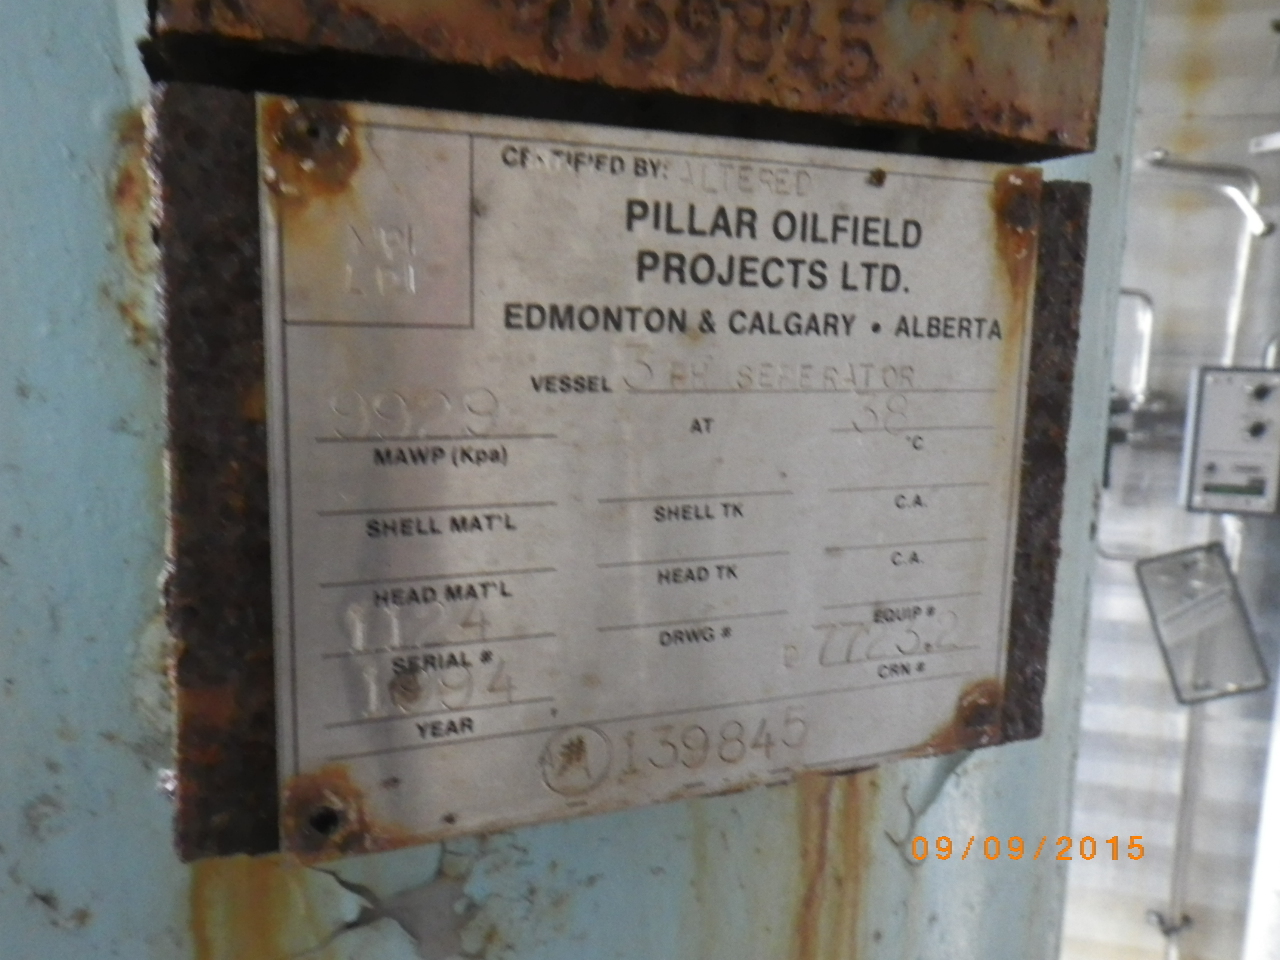 139845
CERTIFIED BY: ALTERED
PILLAR OILFIELD
PROJECTS LTD.
EDMONTON & CALGARY • ALBERTA
VESSEL 3 PH SEPERATOR
9929 AT 38
MAWP (Kpa) °C
SHELL MAT'L SHELL TK C.A.
HEAD MAT'L HEAD TK C.A.
1124 EQUIP #
SERIAL # DRWG # D 7723.2
1994 CRN #
YEAR
A 139845
09/09/2015